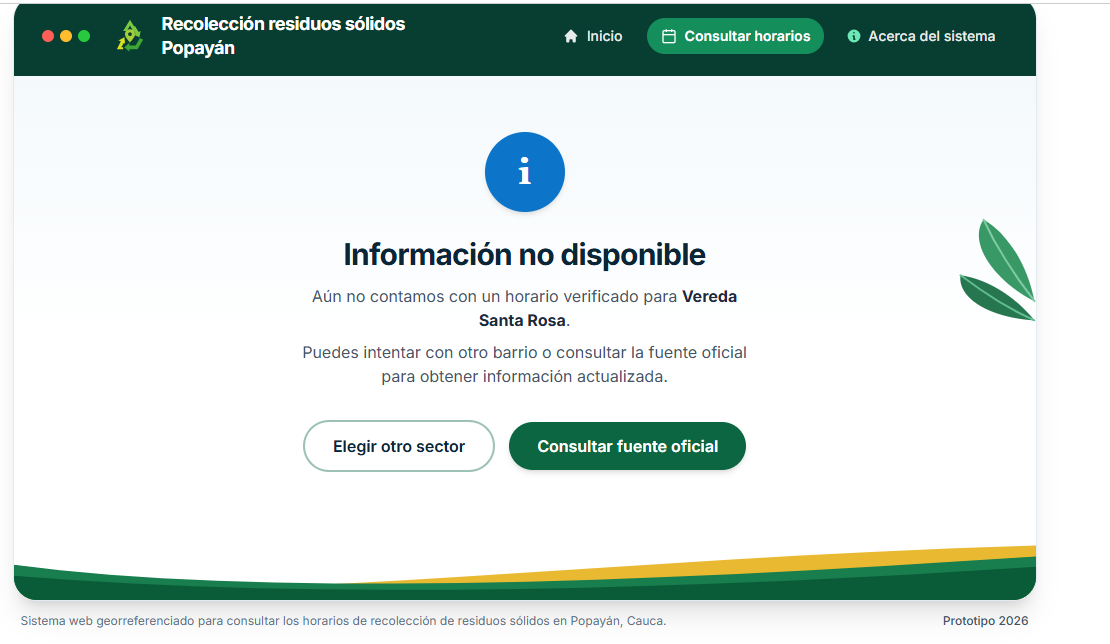 Recolección residuos sólidos
Popayán
Inicio
Consultar horarios
Acerca del sistema
i
Información no disponible
Aún no contamos con un horario verificado para Vereda
Santa Rosa.
Puedes intentar con otro barrio o consultar la fuente oficial
para obtener información actualizada.
Elegir otro sector
Consultar fuente oficial
Sistema web georreferenciado para consultar los horarios de recolección de residuos sólidos en Popayán, Cauca.
Prototipo 2026